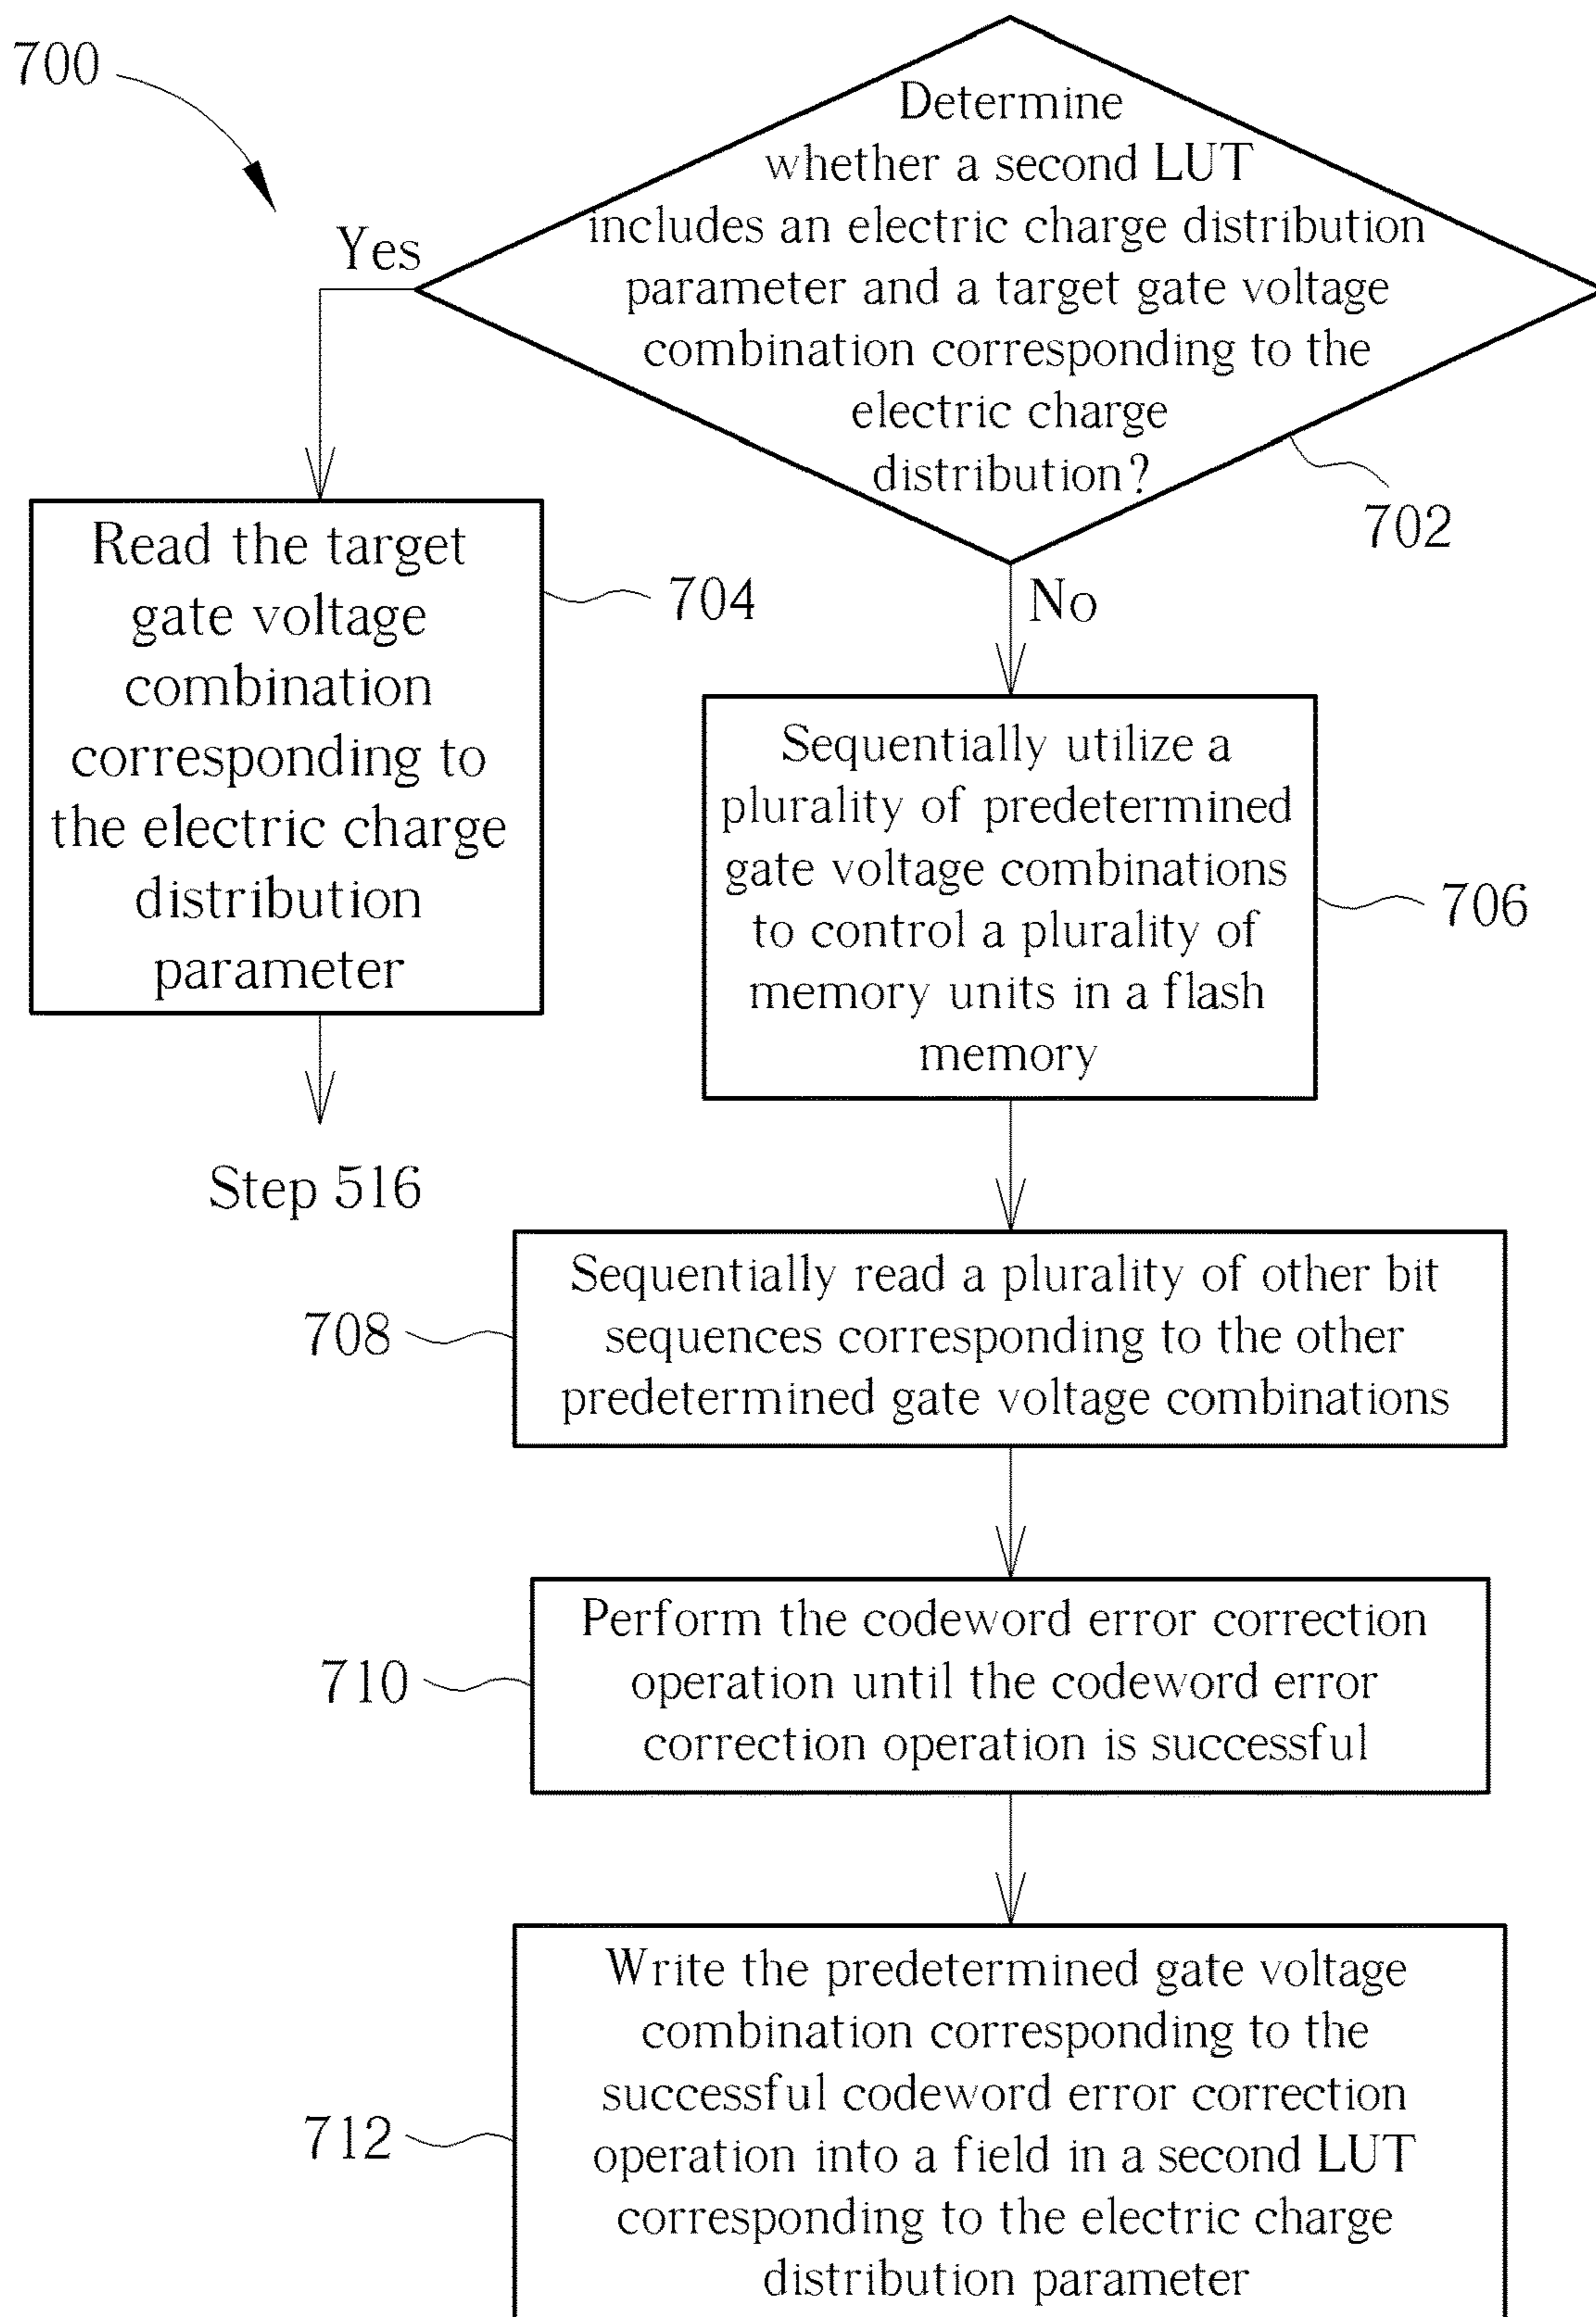 700
Determine
whether a second LUT
includes an electric charge distribution
parameter and a target gate voltage
combination corresponding to the
electric charge
distribution?
702
Yes
No
Read the target
gate voltage
combination
corresponding to
the electric charge
distribution
parameter
704
Step 516
Sequentially utilize a
plurality of predetermined
gate voltage combinations
to control a plurality of
memory units in a flash
memory
706
Sequentially read a plurality of other bit
sequences corresponding to the other
predetermined gate voltage combinations
708
Perform the codeword error correction
operation until the codeword error
correction operation is successful
710
Write the predetermined gate voltage
combination corresponding to the
successful codeword error correction
operation into a field in a second LUT
corresponding to the electric charge
distribution parameter
712